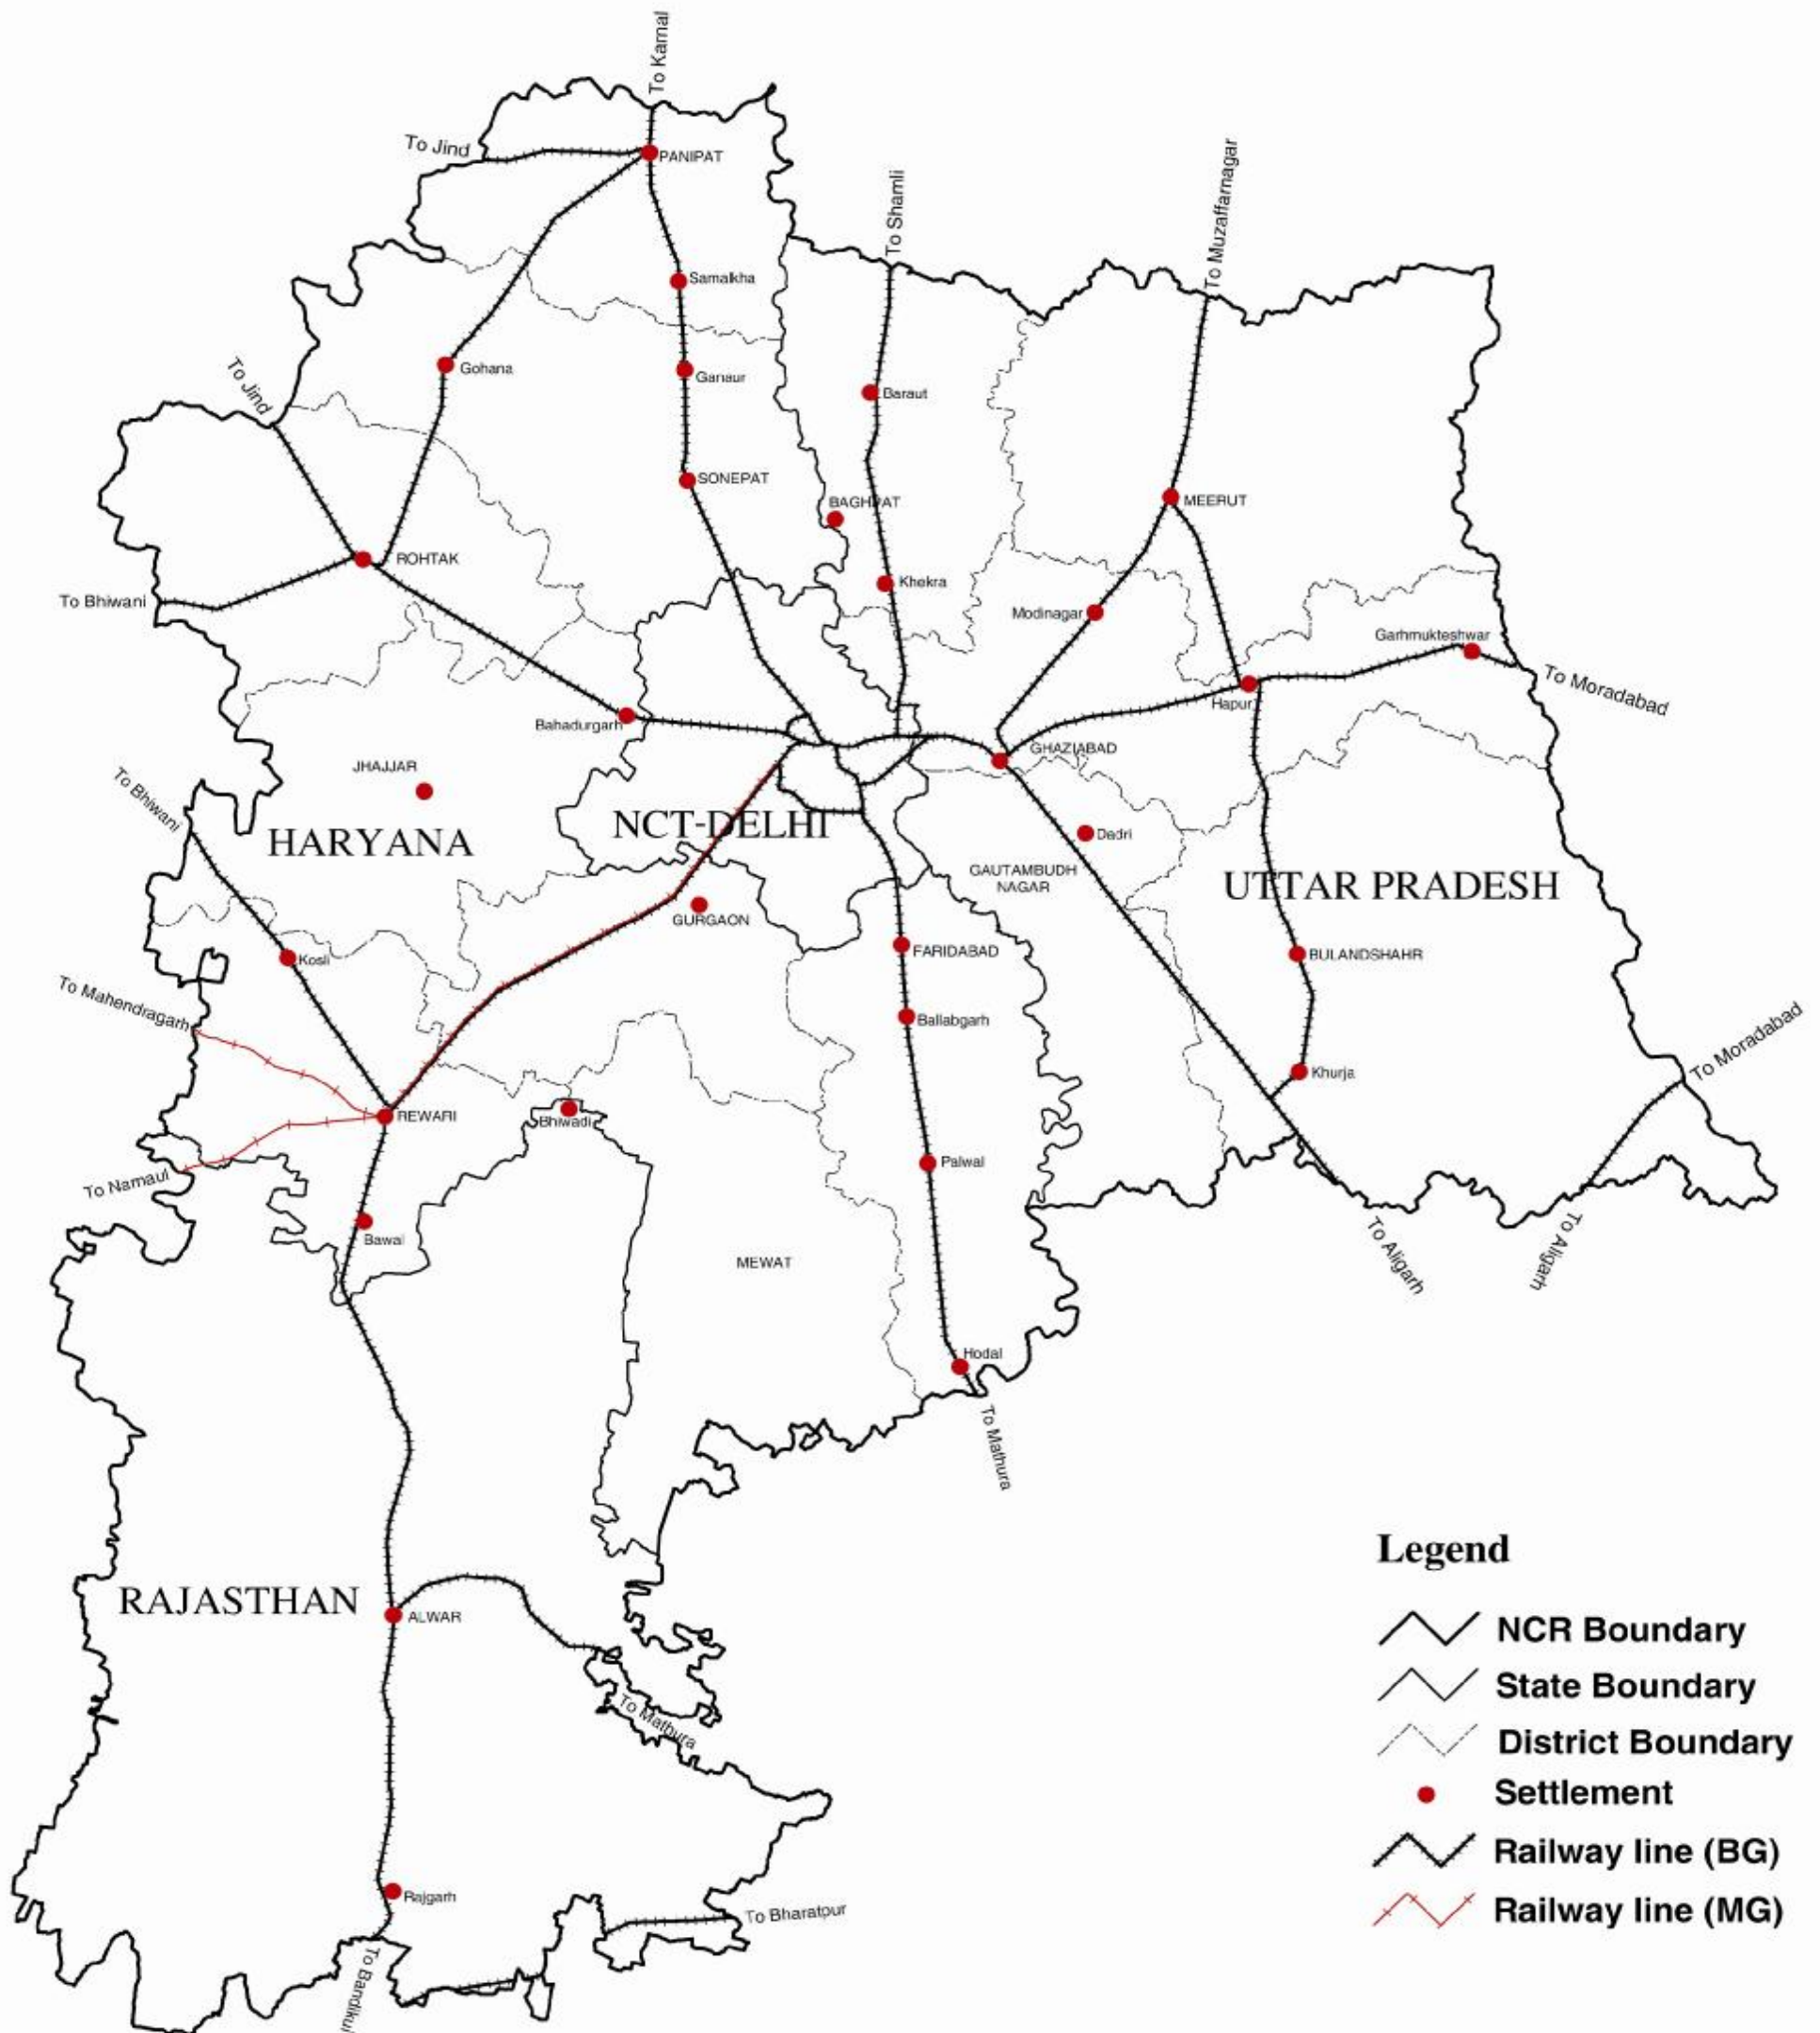 To Karnal
To Jind
PANIPAT
To Shamli
To Muzaffarnagar
Samalkha
To Jind
Gohana
Ganaur
Baraut
SONEPAT
BAGHPAT
MEERUT
ROHTAK
Khekra
To Bhiwani
Modinagar
Garhmukteshwar
To Moradabad
Hapur
Bahadurgarh
GHAZIABAD
JHAJJAR
To Bhiwani
NCT-DELHI
HARYANA
Dadri
GAUTAMBUDH
NAGAR
UTTAR PRADESH
GURGAON
FARIDABAD
BULANDSHAHR
Kosli
To Mahendragarh
Ballabgarh
To Moradabad
Khurja
REWARI
Bhiwadi
Palwal
To Narnaul
Bawal
To Aligarh
To Aligarh
MEWAT
Hodal
To Mathura
Legend
RAJASTHAN
ALWAR
NCR Boundary
State Boundary
To Mathura
District Boundary
Settlement
Railway line (BG)
Rajgarh
To Bharatpur
Railway line (MG)
To Bandikui